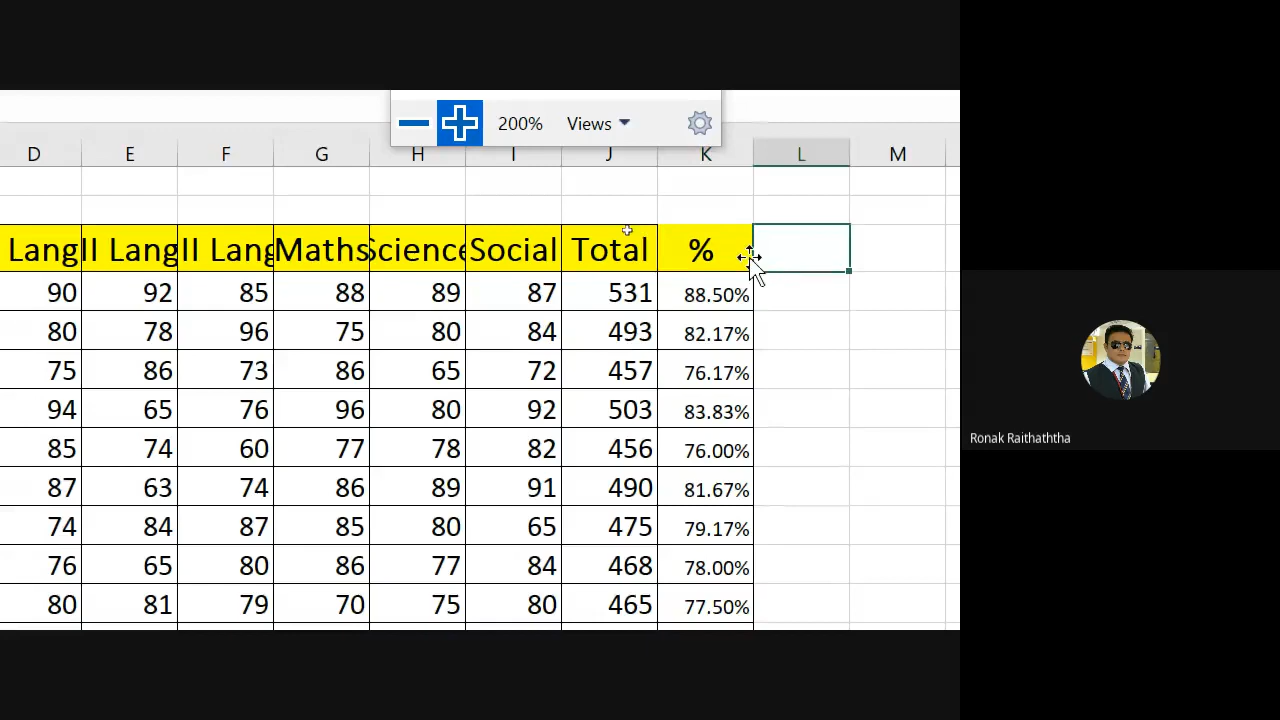 200% Views
D E F G H I J K L M
Lang II Lang II Lang Maths Science Social Total %
90 92 85 88 89 87 531 88.50%
80 78 96 75 80 84 493 82.17%
75 86 73 86 65 72 457 76.17%
94 65 76 96 80 92 503 83.83%
85 74 60 77 78 82 456 76.00%
87 63 74 86 89 91 490 81.67%
74 84 87 85 80 65 475 79.17%
76 65 80 86 77 84 468 78.00%
80 81 79 70 75 80 465 77.50%
Ronak Raithaththa